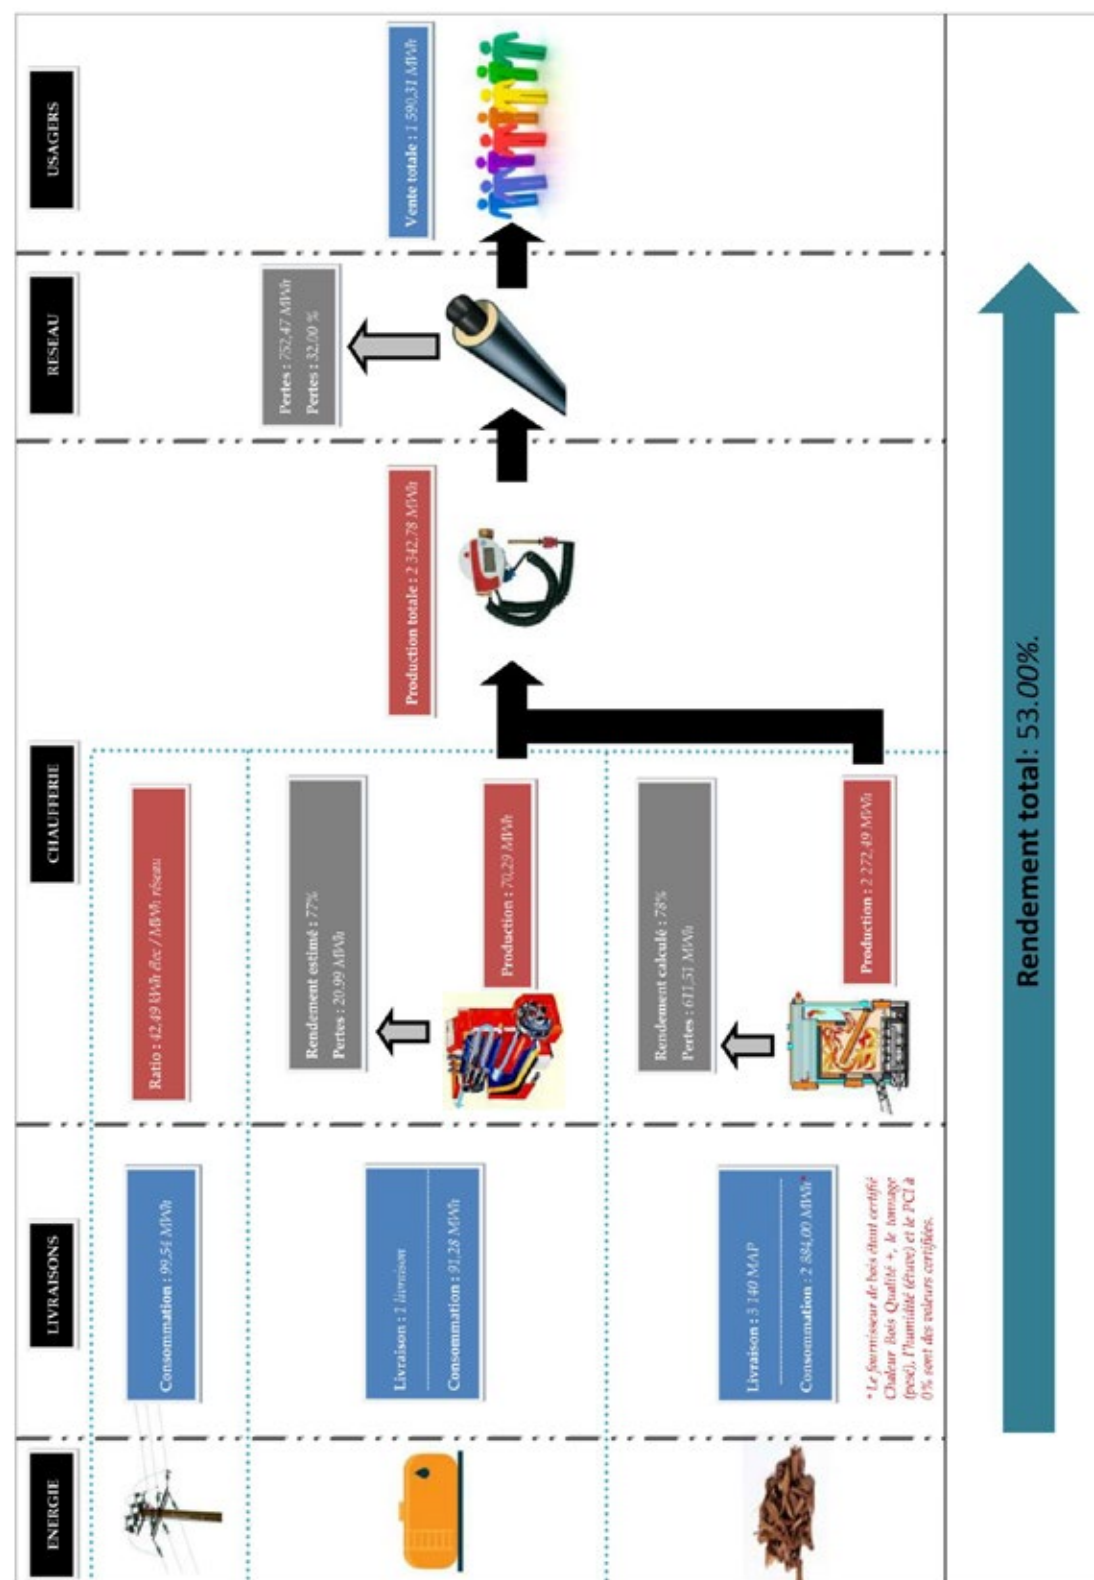 ENERGIE
LIVRAISONS
CHAUFFERIE
RESEAU
USAGERS
Consommation : 99,54 MWh
Ratio : 42,49 kWh élec / MWh réseau
Livraison : 1 livraison
Consommation : 91,28 MWh
Rendement estimé : 77%
Pertes : 20,99 MWh
Production : 70,29 MWh
Production totale : 2 342,78 MWh
Pertes : 752,47 MWh
Pertes : 32,00 %
Vente totale : 1 590,31 MWh
Livraison : 3 140 MAP
Consommation : 2 884,00 MWh*
Rendement calculé : 78%
Pertes : 611,51 MWh
Production : 2 272,49 MWh
*Le fournisseur de bois étant certifié
Chaleur Bois Qualité +, le tonnage
(pesé), l'humidité (étuve) et le PCI à
0% sont des valeurs certifiées.
Rendement total: 53.00%.